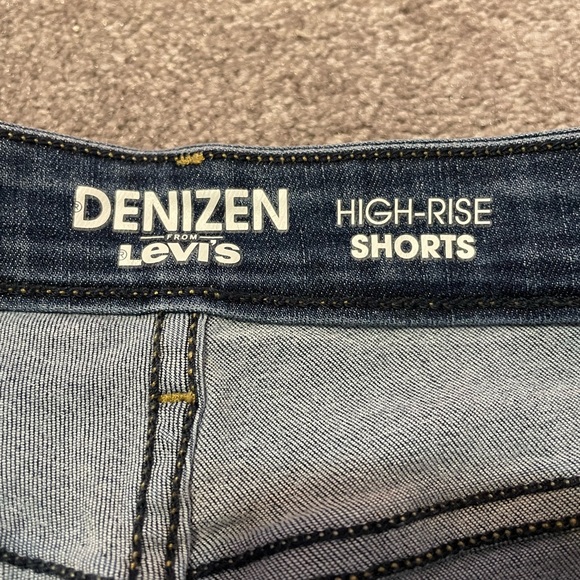 DENIZEN
FROM
Levi's
HIGH-RISE
SHORTS